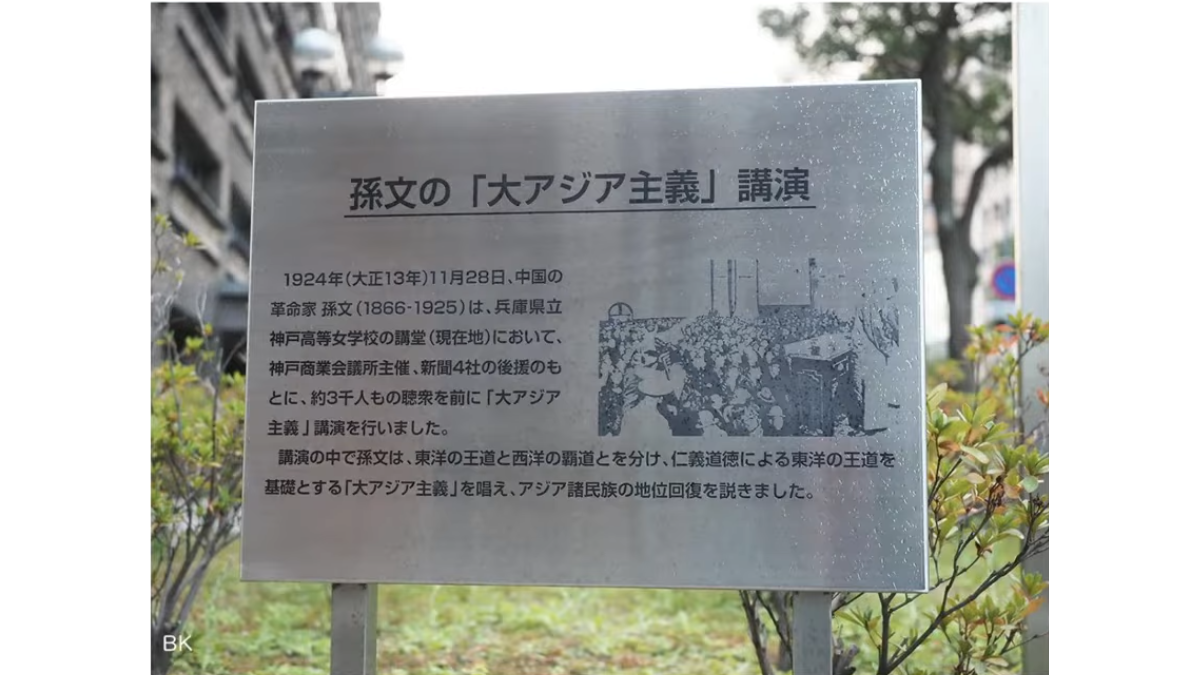 孫文の「大アジア主義」講演
1924年(大正13年)11月28日、中国の
革命家 孫文(1866-1925)は、兵庫県立
神戸高等女学校の講堂(現在地)において、
神戸商業会議所主催、新聞4社の後援のも
とに、約3千人もの聴衆を前に「大アジア
主義」講演を行いました。
講演の中で孫文は、東洋の王道と西洋の覇道とを分け、仁義道徳による東洋の王道を
基礎とする「大アジア主義」を唱え、アジア諸民族の地位回復を説きました。
BK